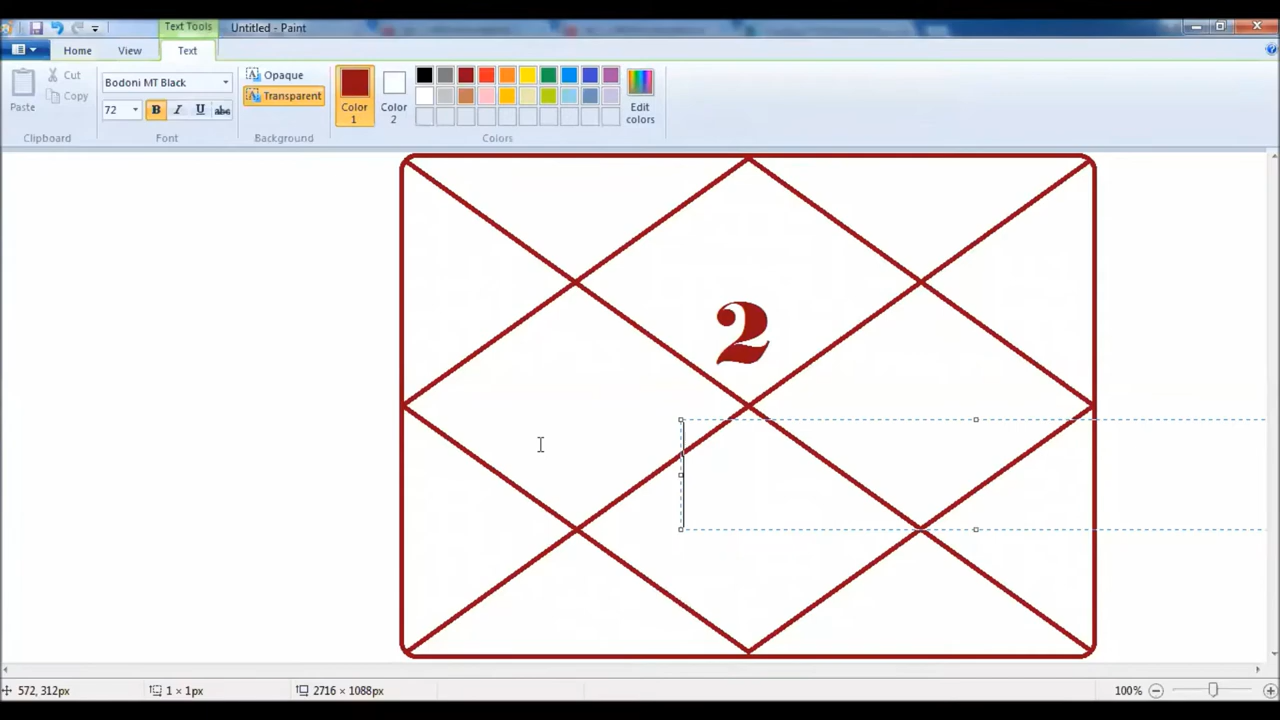 Text Tools
Untitled - Paint
Home
View
Text
Paste
Cut
Copy
Clipboard
Bodoni MT Black
72
B
I
U
abc
Font
Opaque
Transparent
Background
Color
1
Color
2
Edit
colors
Colors
2
572, 312px
1 × 1px
2716 × 1088px
100%